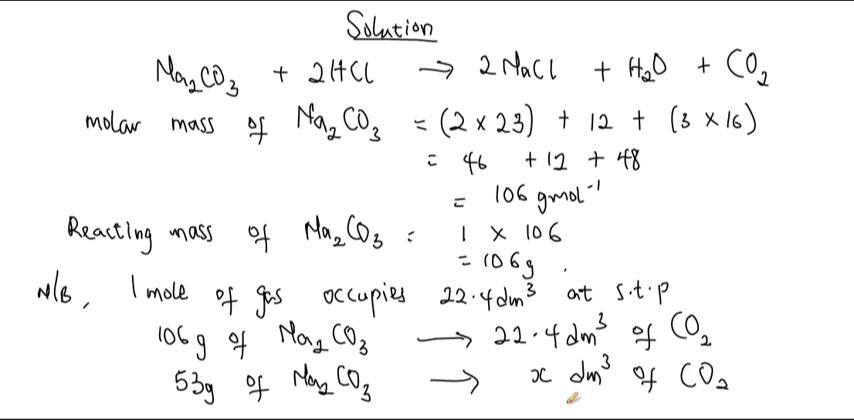 Solution
Na₂CO₃ + 2HCl → 2NaCl + H₂O + CO₂
molar mass of Na₂CO₃ = (2 x 23) + 12 + (3 x 16)
= 46 + 12 + 48
= 106 gmol⁻¹
Reacting mass of Na₂CO₃ = 1 x 106
= 106g.
N/B, 1 mole of gas occupies 22.4dm³ at s.t.p
106g of Na₂CO₃ → 22.4dm³ of CO₂
53g of Na₂CO₃ → x dm³ of CO₂